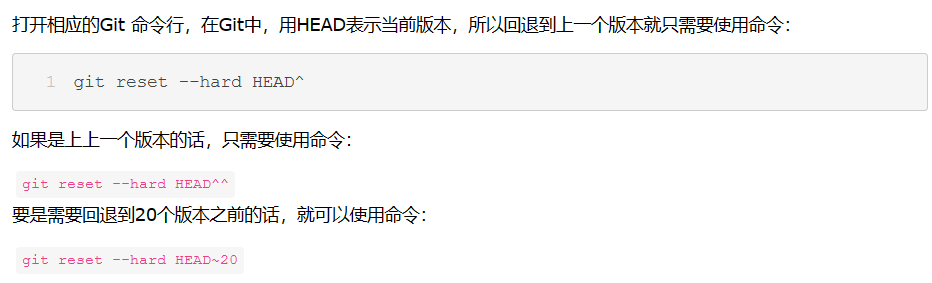 打开相应的Git 命令行，在Git中，用HEAD表示当前版本，所以回退到上一个版本就只需要使用命令：
1 git reset --hard HEAD^
如果是上上一个版本的话，只需要使用命令：
git reset --hard HEAD^^
要是需要回退到20个版本之前的话，就可以使用命令：
git reset --hard HEAD~20